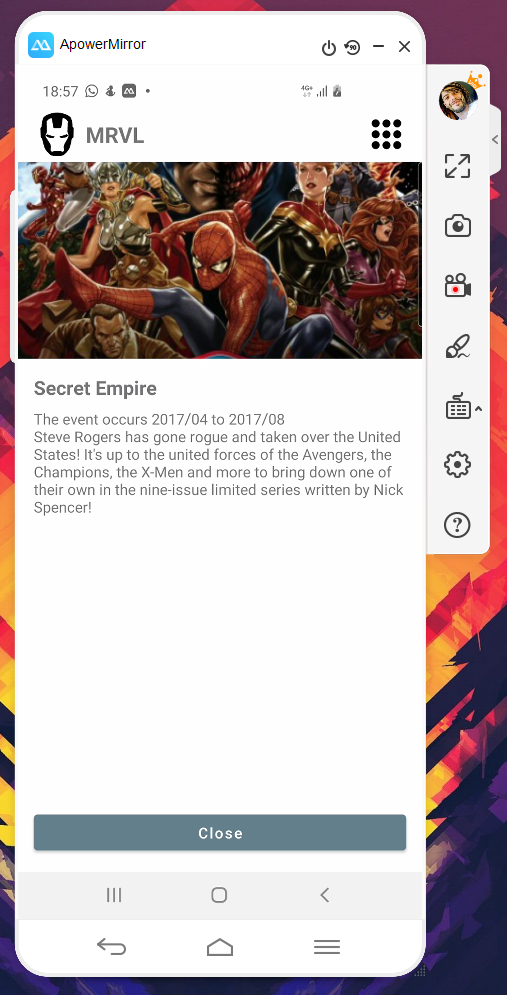 ApowerMirror
90
18:57
4G+
MRVL
Secret Empire
The event occurs 2017/04 to 2017/08
Steve Rogers has gone rogue and taken over the United
States! It's up to the united forces of the Avengers, the
Champions, the X-Men and more to bring down one of
their own in the nine-issue limited series written by Nick
Spencer!
Close